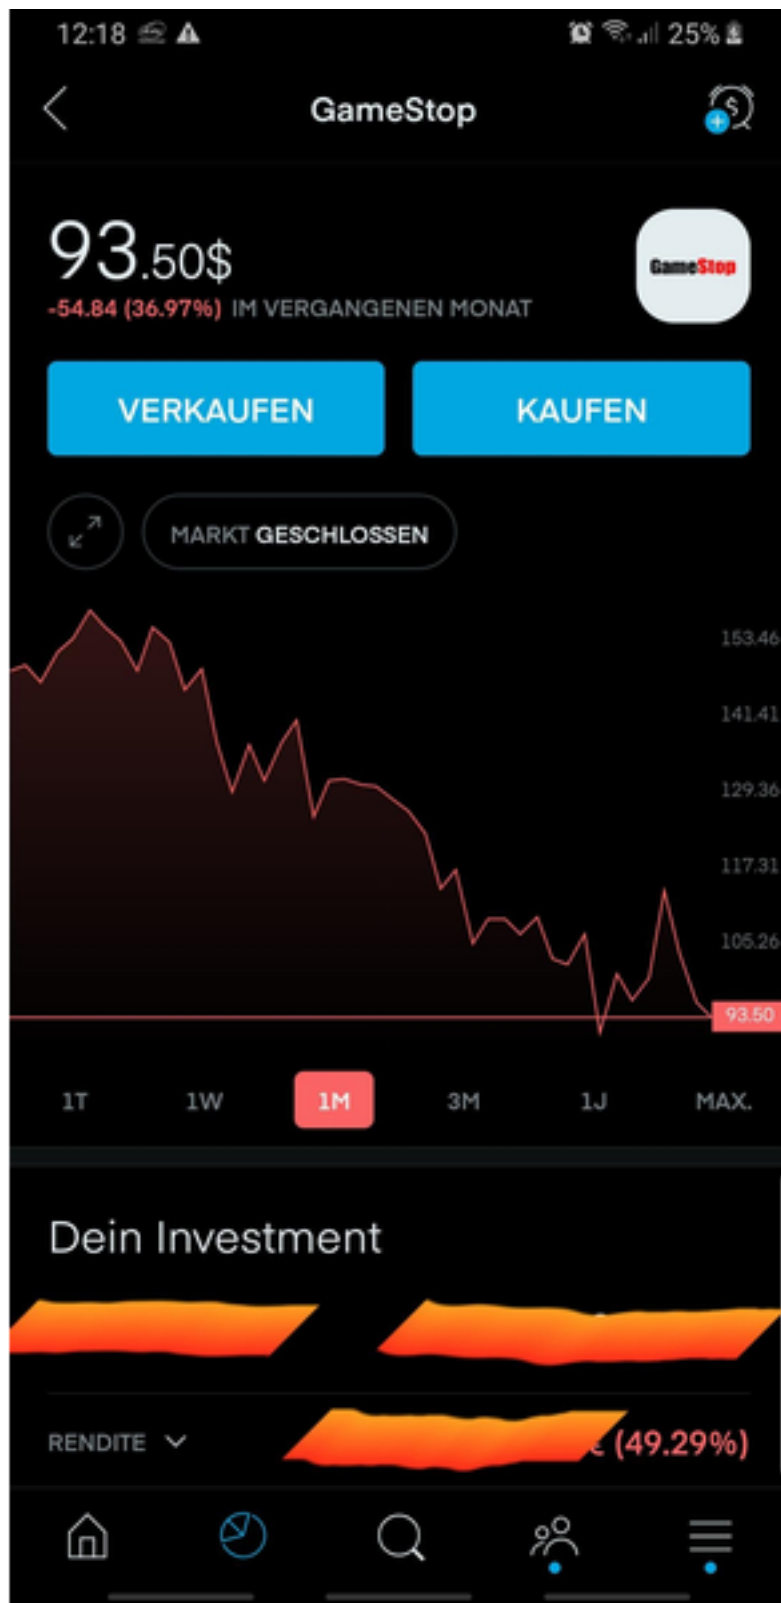 12:18 25%
GameStop
93.50$
-54.84 (36.97%) IM VERGANGENEN MONAT
GameStop
VERKAUFEN KAUFEN
MARKT GESCHLOSSEN
153.46
141.41
129.36
117.31
105.26
93.50
1T 1W 1M 3M 1J MAX.
Dein Investment
RENDITE € (49.29%)